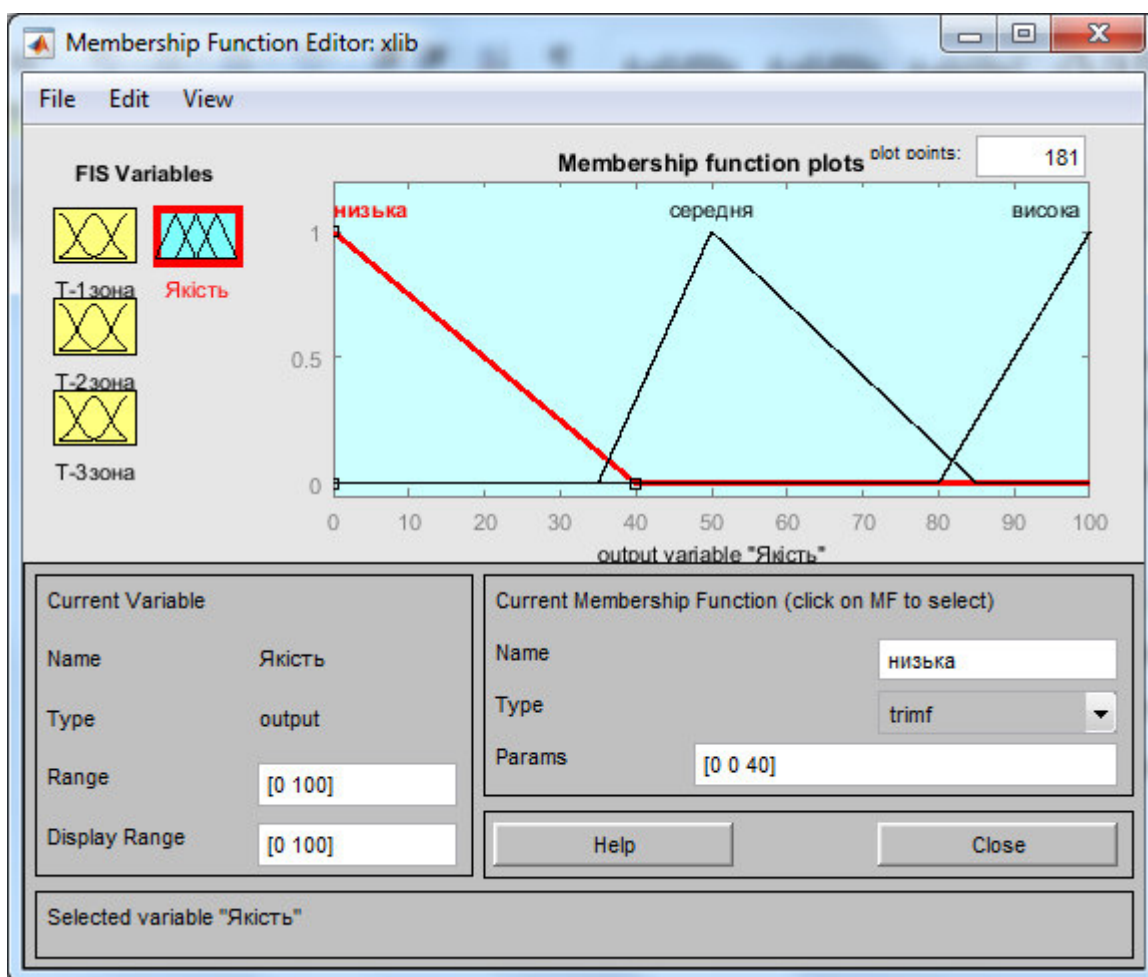 Membership Function Editor: xlib
File Edit View
FIS Variables
Т-1зона Якість
Т-2зона
Т-3зона
Membership function plots plot points: 181
низька середня висока
1
0.5
0
0 10 20 30 40 50 60 70 80 90 100
output variable "Якість"
Current Variable
Name Якість
Type output
Range [0 100]
Display Range [0 100]
Current Membership Function (click on MF to select)
Name низька
Type trimf
Params [0 0 40]
Help Close
Selected variable "Якість"